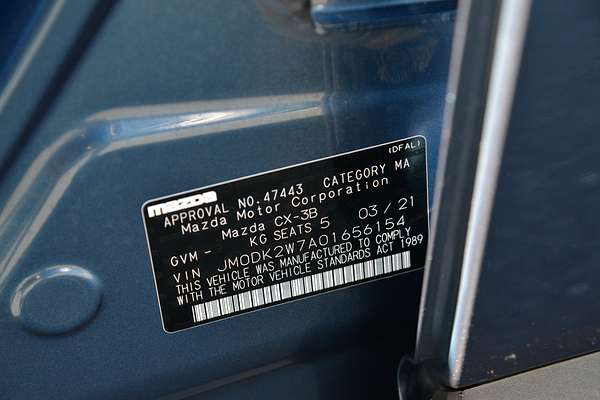 (DFAL)
mazda
APPROVAL NO.47443 CATEGORY MA
Mazda Motor Corporation
Mazda CX-3B
GVM - KG SEATS 5 03/21
VIN JM0DK2W7A01656154
THIS VEHICLE WAS MANUFACTURED TO COMPLY
WITH THE MOTOR VEHICLE STANDARDS ACT 1989